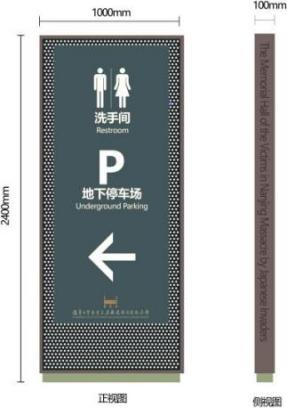 1000mm
100mm
2400mm
洗手间
Restroom
P
地下停车场
Underground Parking
The Memorial Hall of the Victims in Nanjing Massacre by Japanese Invaders
正视图
侧视图